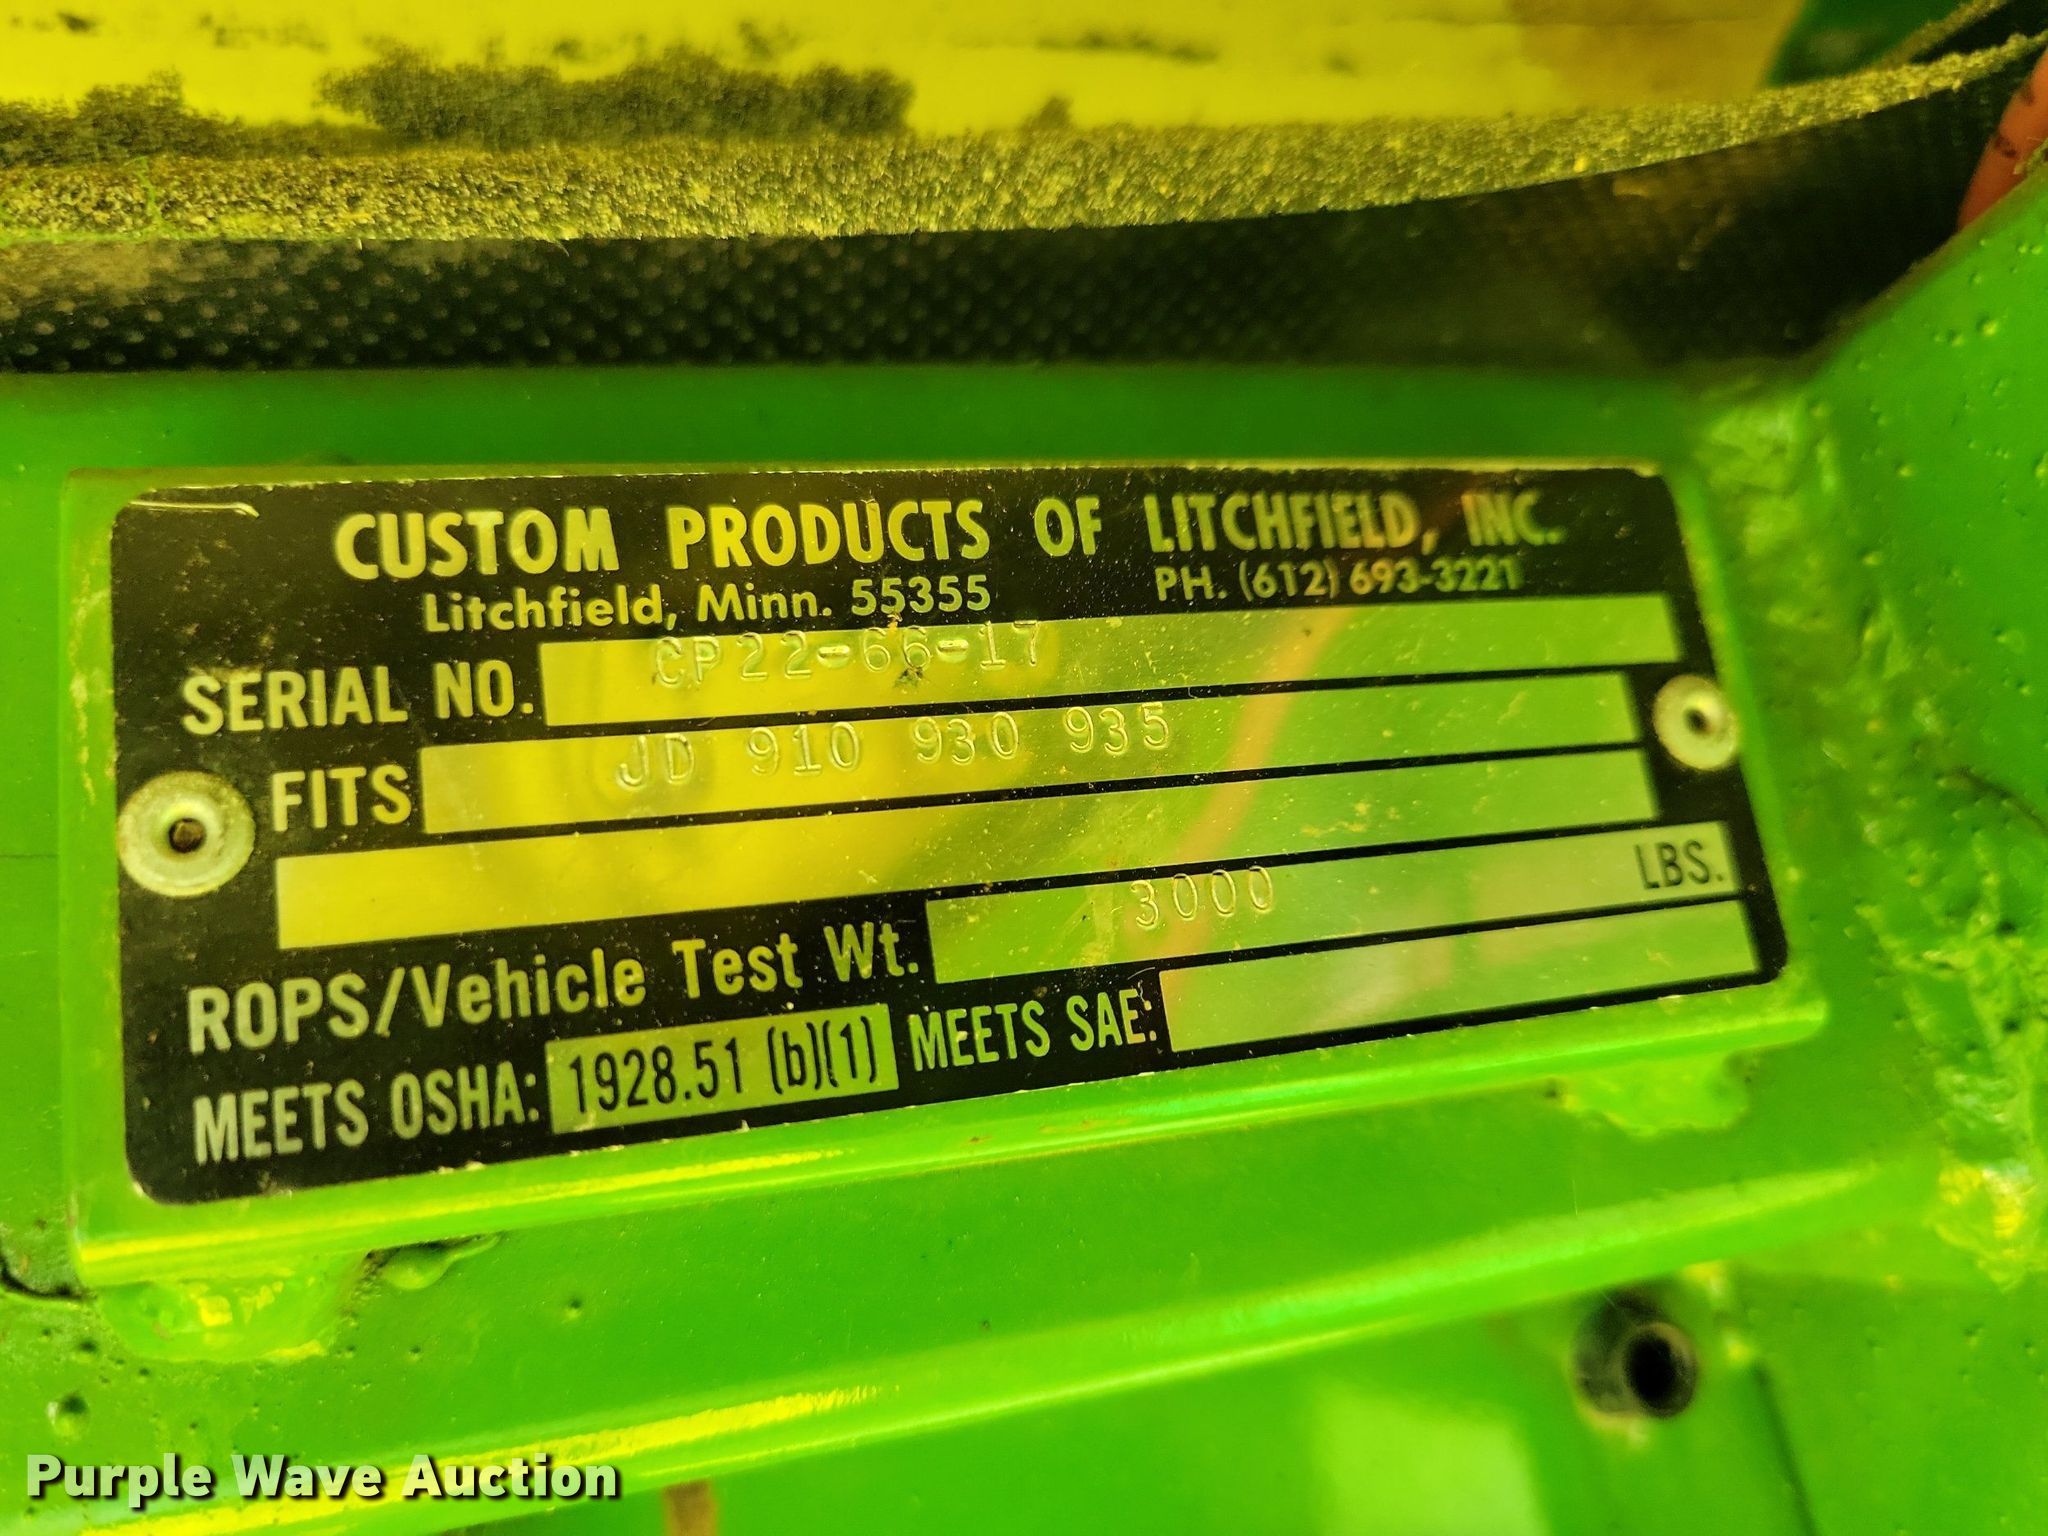 CUSTOM PRODUCTS OF LITCHFIELD, INC.
Litchfield, Minn. 55355 PH. (612) 693-3221
SERIAL NO. CP22-66-17
FITS JD 910 930 935
ROPS/Vehicle Test Wt. 3000 LBS.
MEETS OSHA: 1928.51 (b)(1) MEETS SAE:
Purple Wave Auction